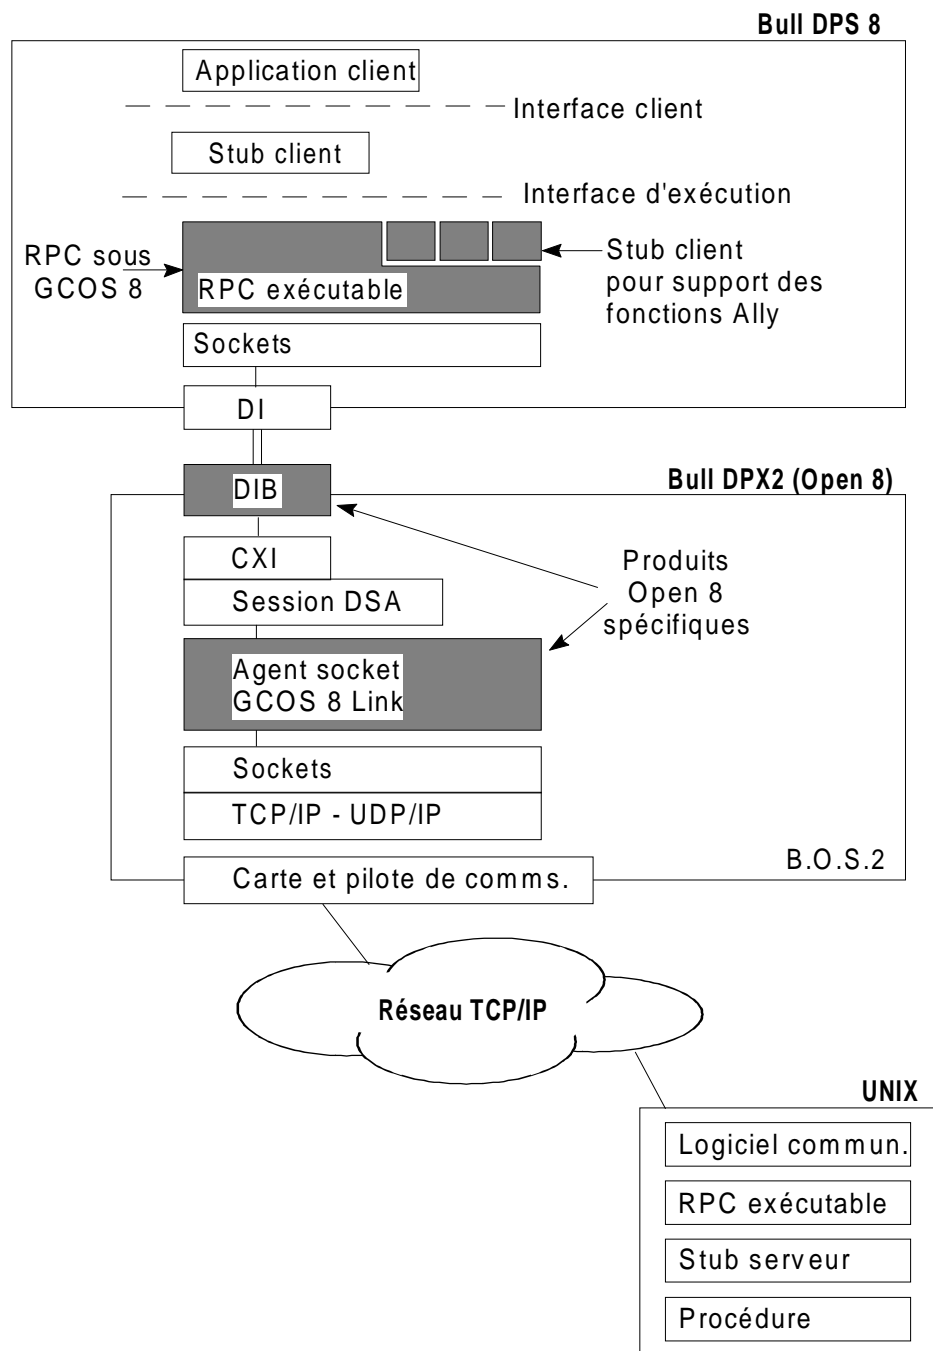 Bull DPS 8
Application client
Interface client
Stub client
Interface d'exécution
RPC sous
GCOS 8
RPC exécutable
Stub client
pour support des
fonctions Ally
Sockets
DI
Bull DPX2 (Open 8)
DIB
CXI
Session DSA
Produits
Open 8
spécifiques
Agent socket
GCOS 8 Link
Sockets
TCP/IP - UDP/IP
B.O.S.2
Carte et pilote de comms.
Réseau TCP/IP
UNIX
Logiciel commun.
RPC exécutable
Stub serveur
Procédure